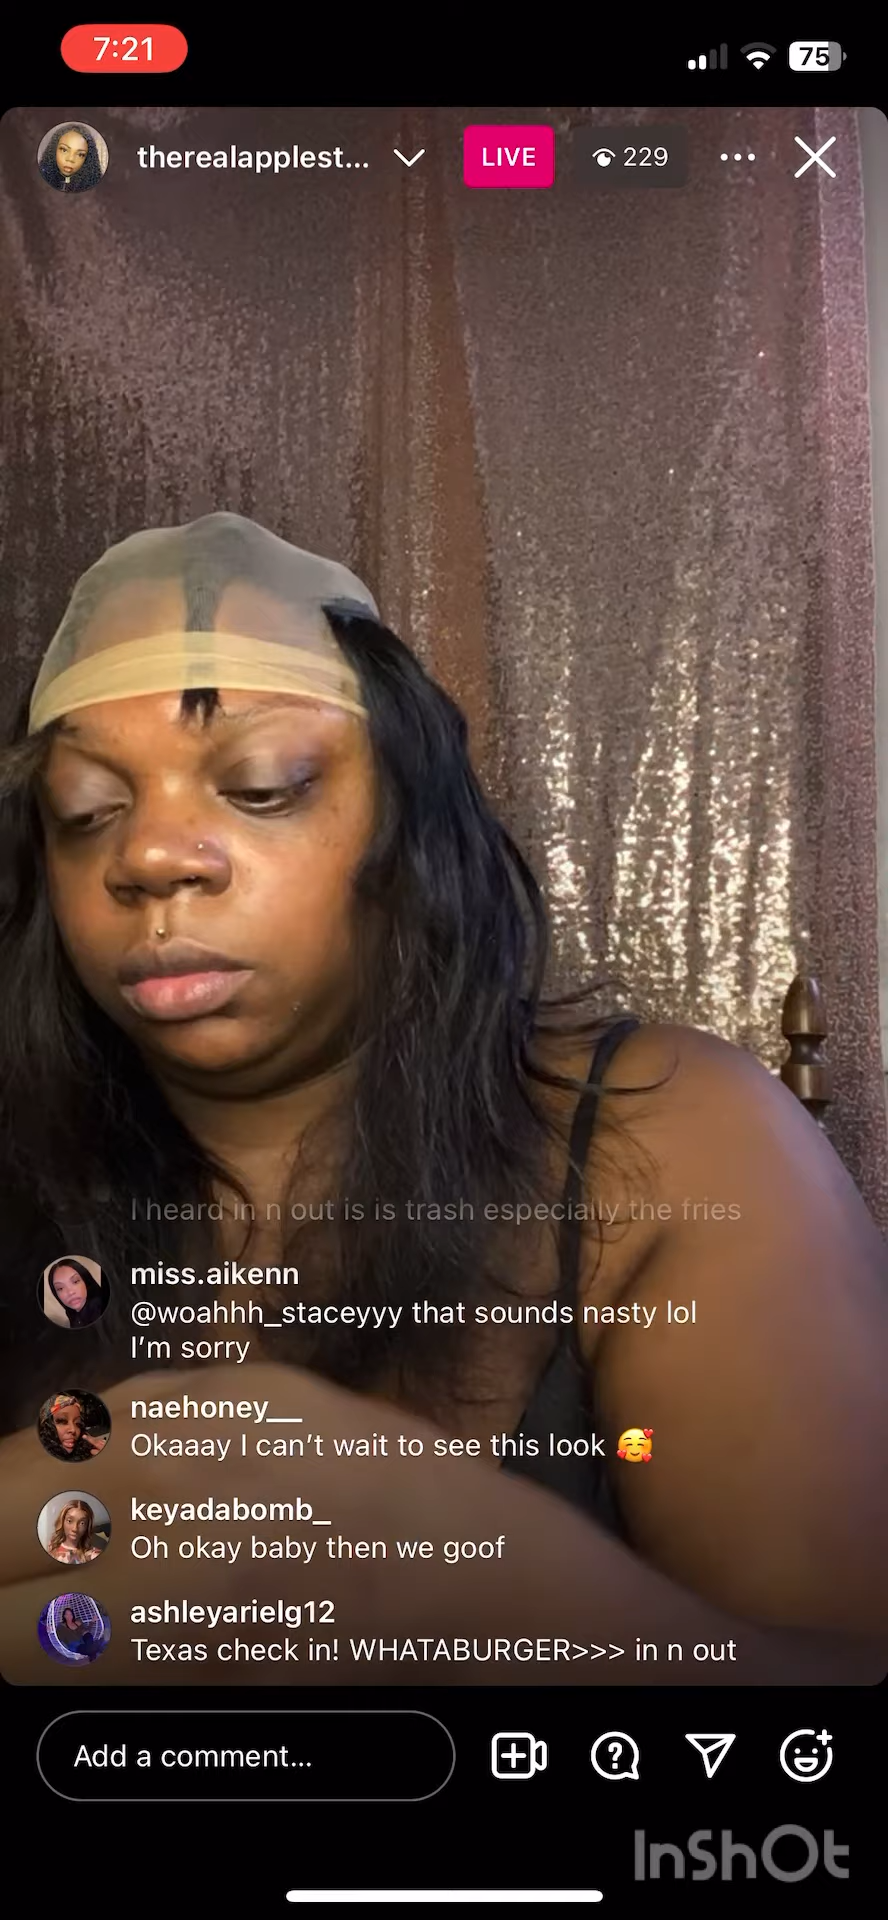 7:21
75
therealapplest...
LIVE
229
I heard in n out is is trash especially the fries
miss.aikenn
@woahhh_staceyyy that sounds nasty lol
I'm sorry
naehoney__
Okaaay I can't wait to see this look 🥰
keyadabomb_
Oh okay baby then we goof
ashleyarielg12
Texas check in! WHATABURGER>>> in n out
Add a comment...
InShOt